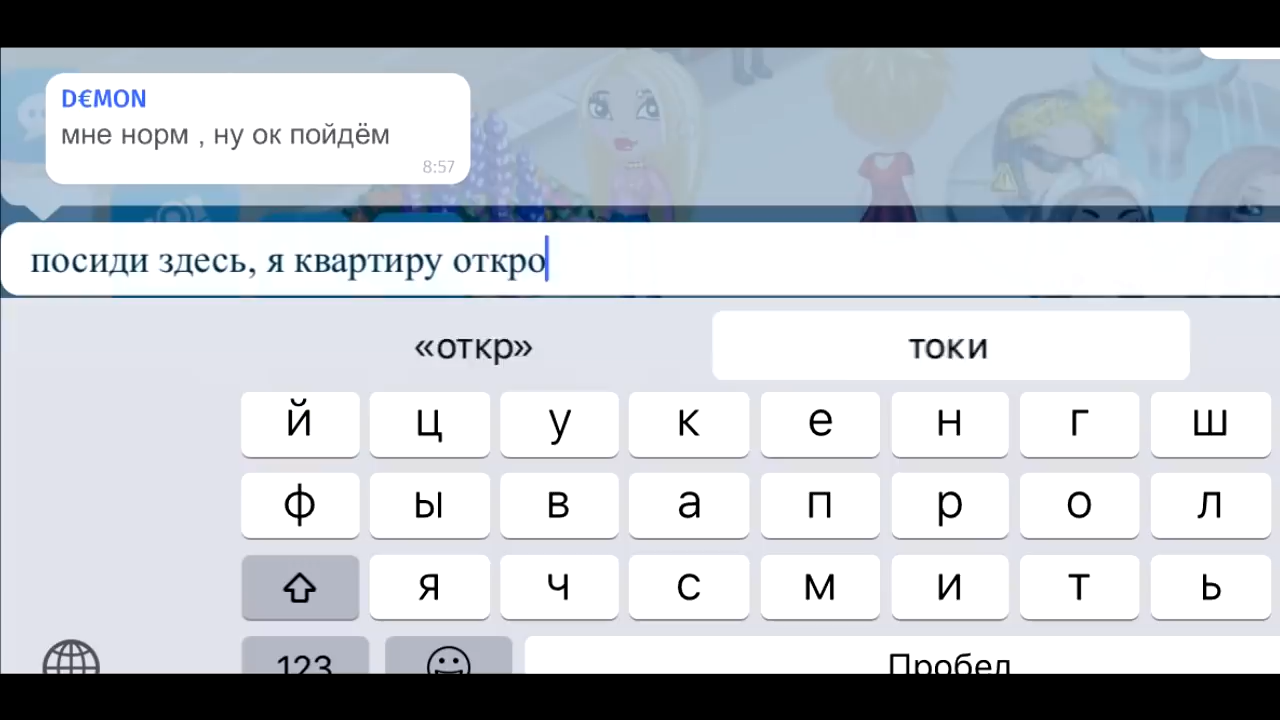 D€MON
мне норм , ну ок пойдём
8:57
посиди здесь, я квартиру откро
«откр» токи
й ц у к е н г ш
ф ы в а п р о л
я ч с м и т ь
123 Пробел